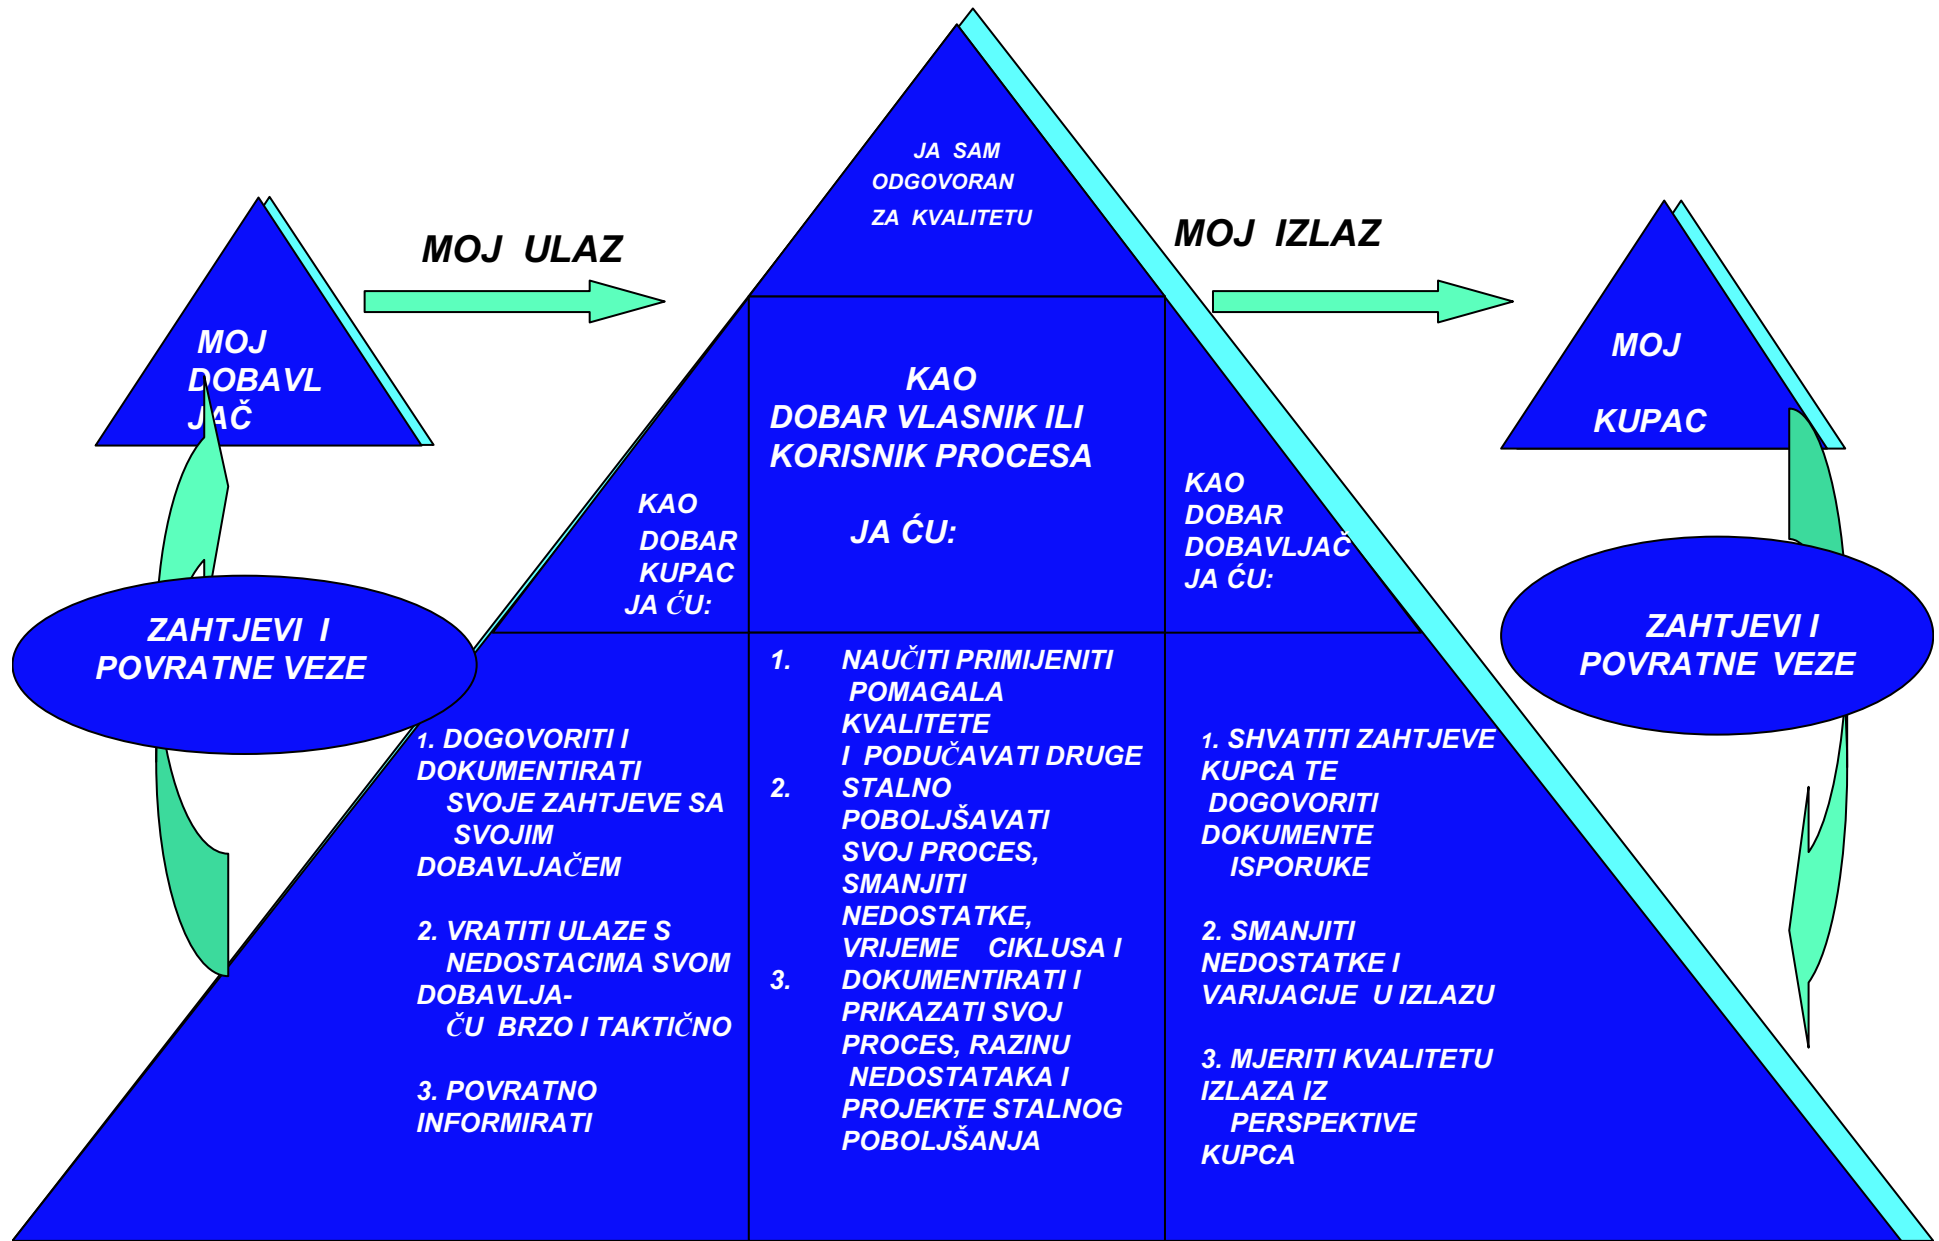 JA SAM
ODGOVORAN
ZA KVALITETU
MOJ ULAZ
MOJ IZLAZ
MOJ
DOBAVL
JAČ
MOJ
KUPAC
KAO
DOBAR VLASNIK ILI
KORISNIK PROCESA
JA ĆU:
KAO
DOBAR
KUPAC
JA ĆU:
KAO
DOBAR
DOBAVLJAČ
JA ĆU:
ZAHTJEVI I
POVRATNE VEZE
ZAHTJEVI I
POVRATNE VEZE
1. DOGOVORITI I
DOKUMENTIRATI
SVOJE ZAHTJEVE SA
SVOJIM
DOBAVLJAČEM
2. VRATITI ULAZE S
NEDOSTACIMA SVOM
DOBAVLJA-
ČU BRZO I TAKTIČNO
3. POVRATNO
INFORMIRATI
1. NAUČITI PRIMIJENITI
POMAGALA
KVALITETE
I PODUČAVATI DRUGE
2. STALNO
POBOLJŠAVATI
SVOJ PROCES,
SMANJITI
NEDOSTATKE,
VRIJEME CIKLUSA I
3. DOKUMENTIRATI I
PRIKAZATI SVOJ
PROCES, RAZINU
NEDOSTATAKA I
PROJEKTE STALNOG
POBOLJŠANJA
1. SHVATITI ZAHTJEVE
KUPCA TE
DOGOVORITI
DOKUMENTE
ISPORUKE
2. SMANJITI
NEDOSTATKE I
VARIJACIJE U IZLAZU
3. MJERITI KVALITETU
IZLAZA IZ
PERSPEKTIVE
KUPCA